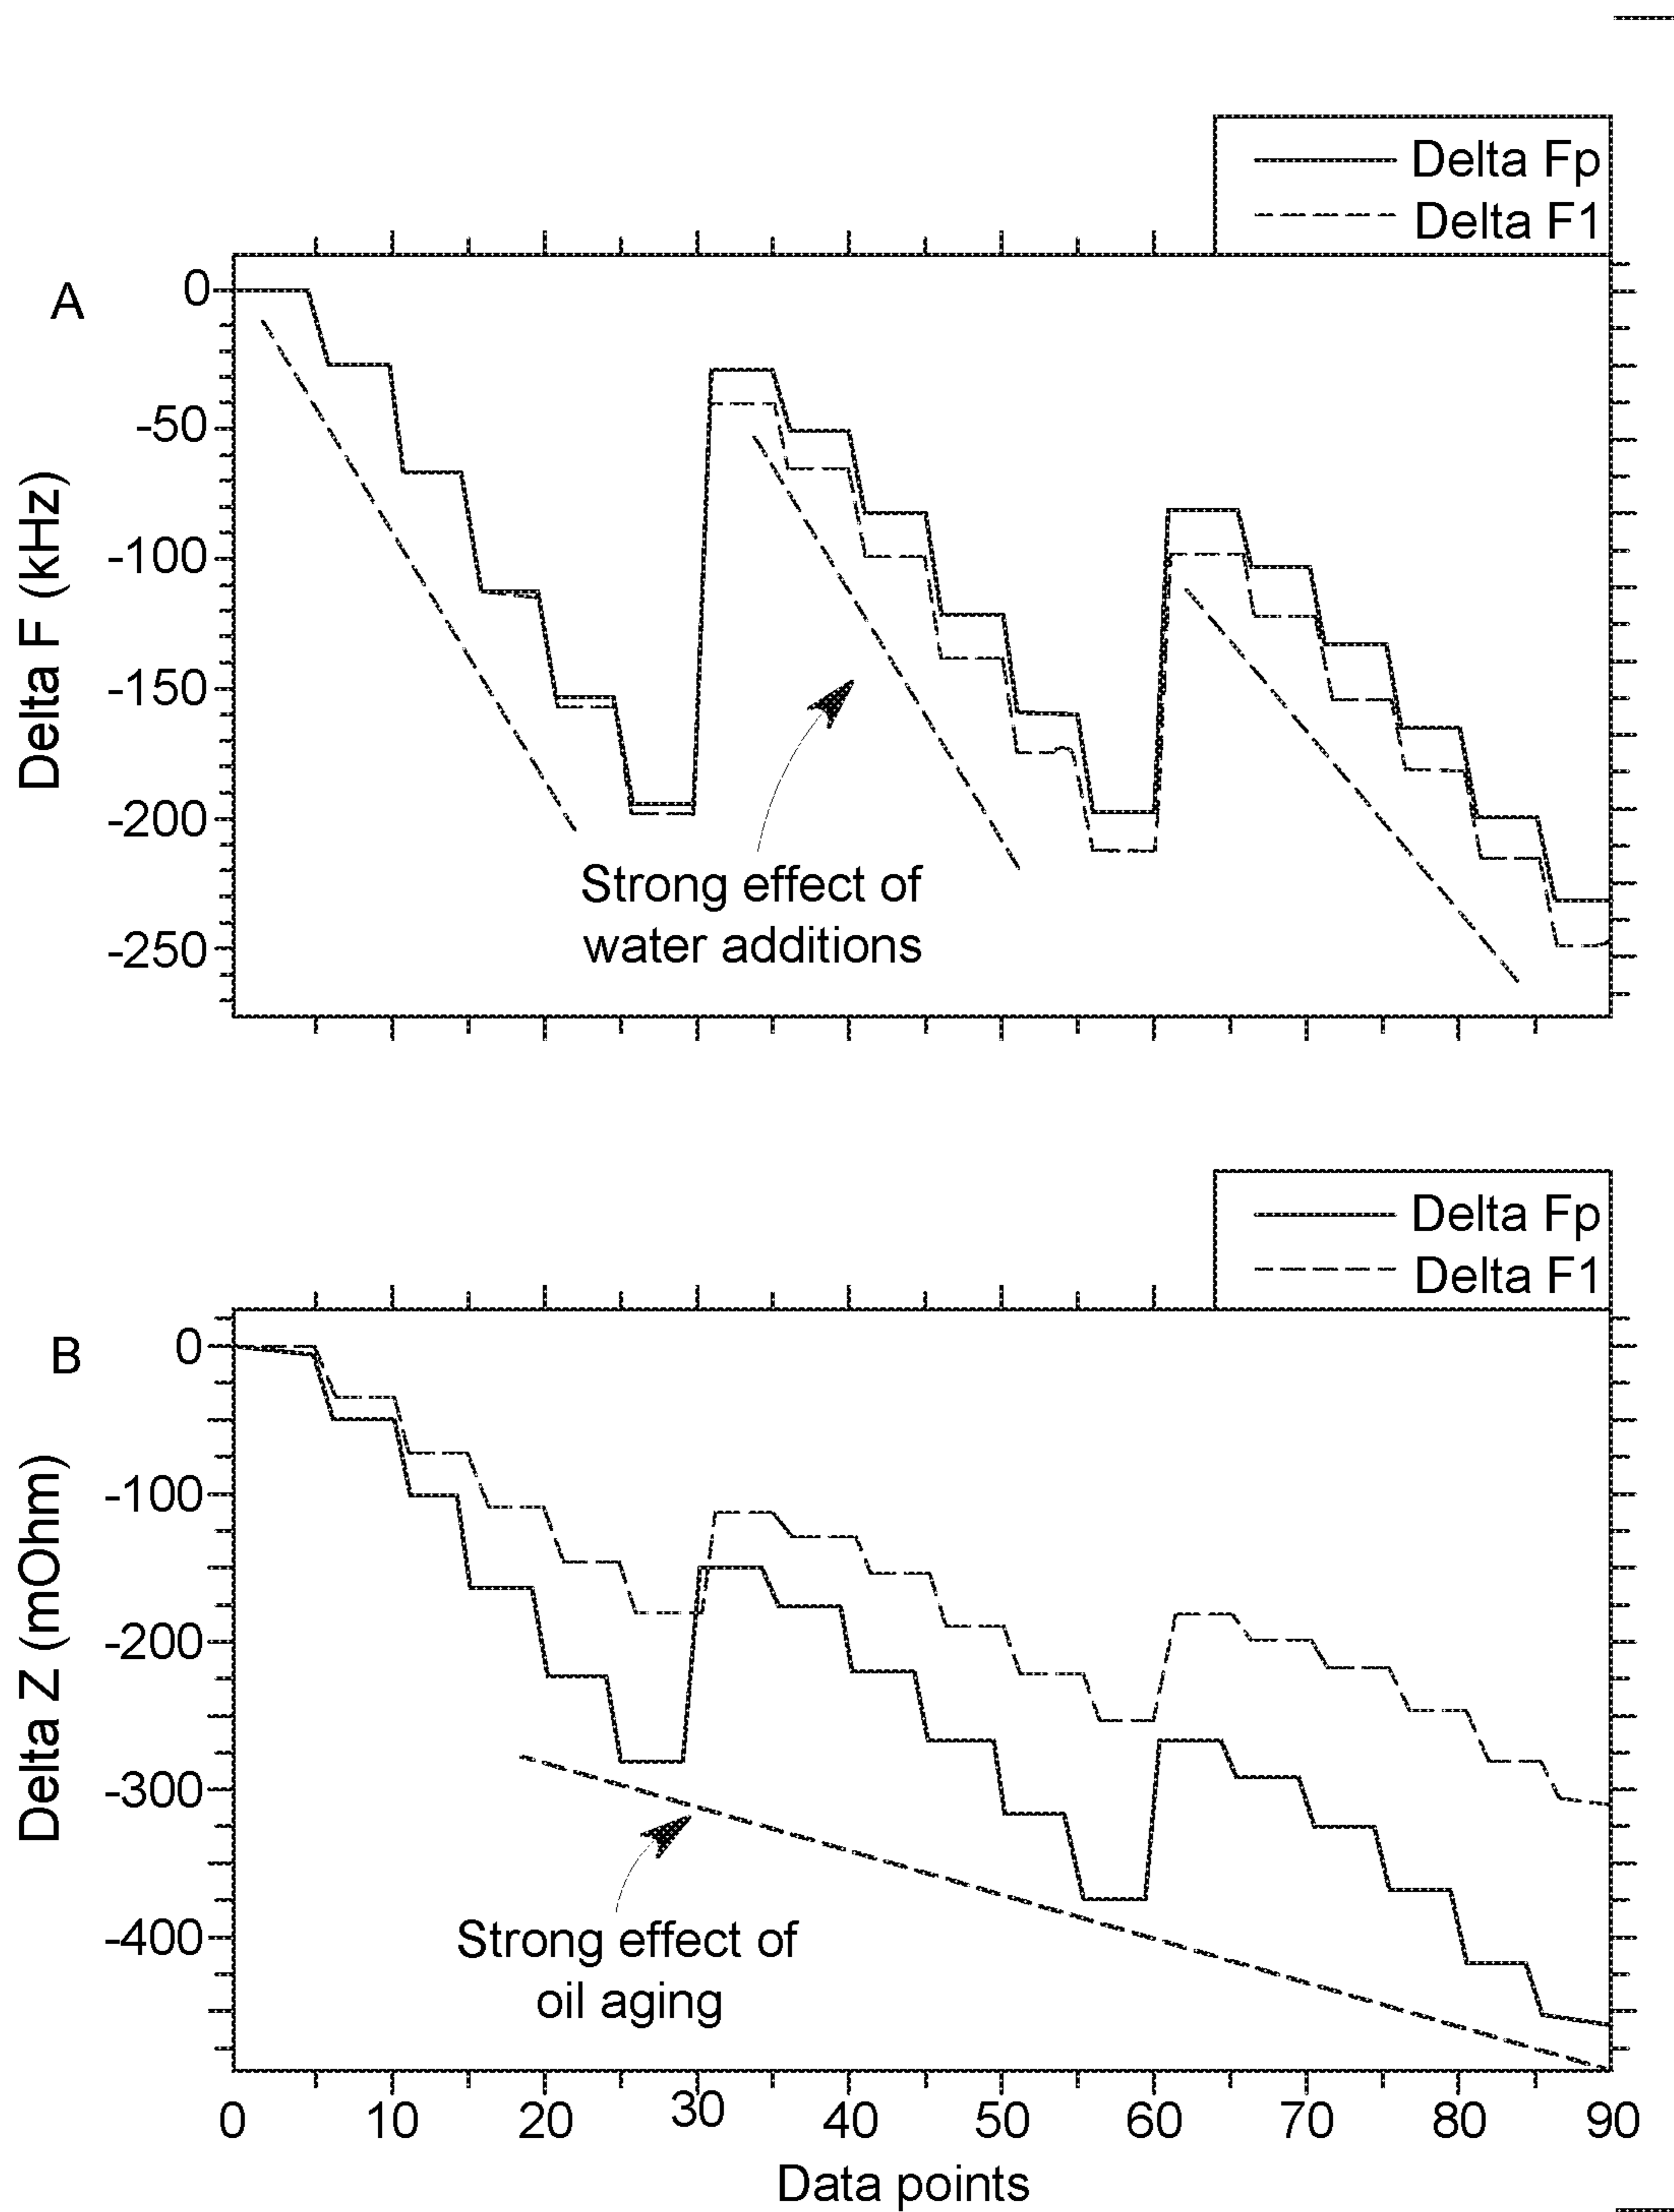 Delta Fp
Delta F1
A
0
-50
-100
-150
-200
-250
Delta F (kHz)
Strong effect of
water additions
Delta Fp
Delta F1
B
0
-100
-200
-300
-400
Delta Z (mOhm)
Strong effect of
oil aging
0 10 20 30 40 50 60 70 80 90
Data points